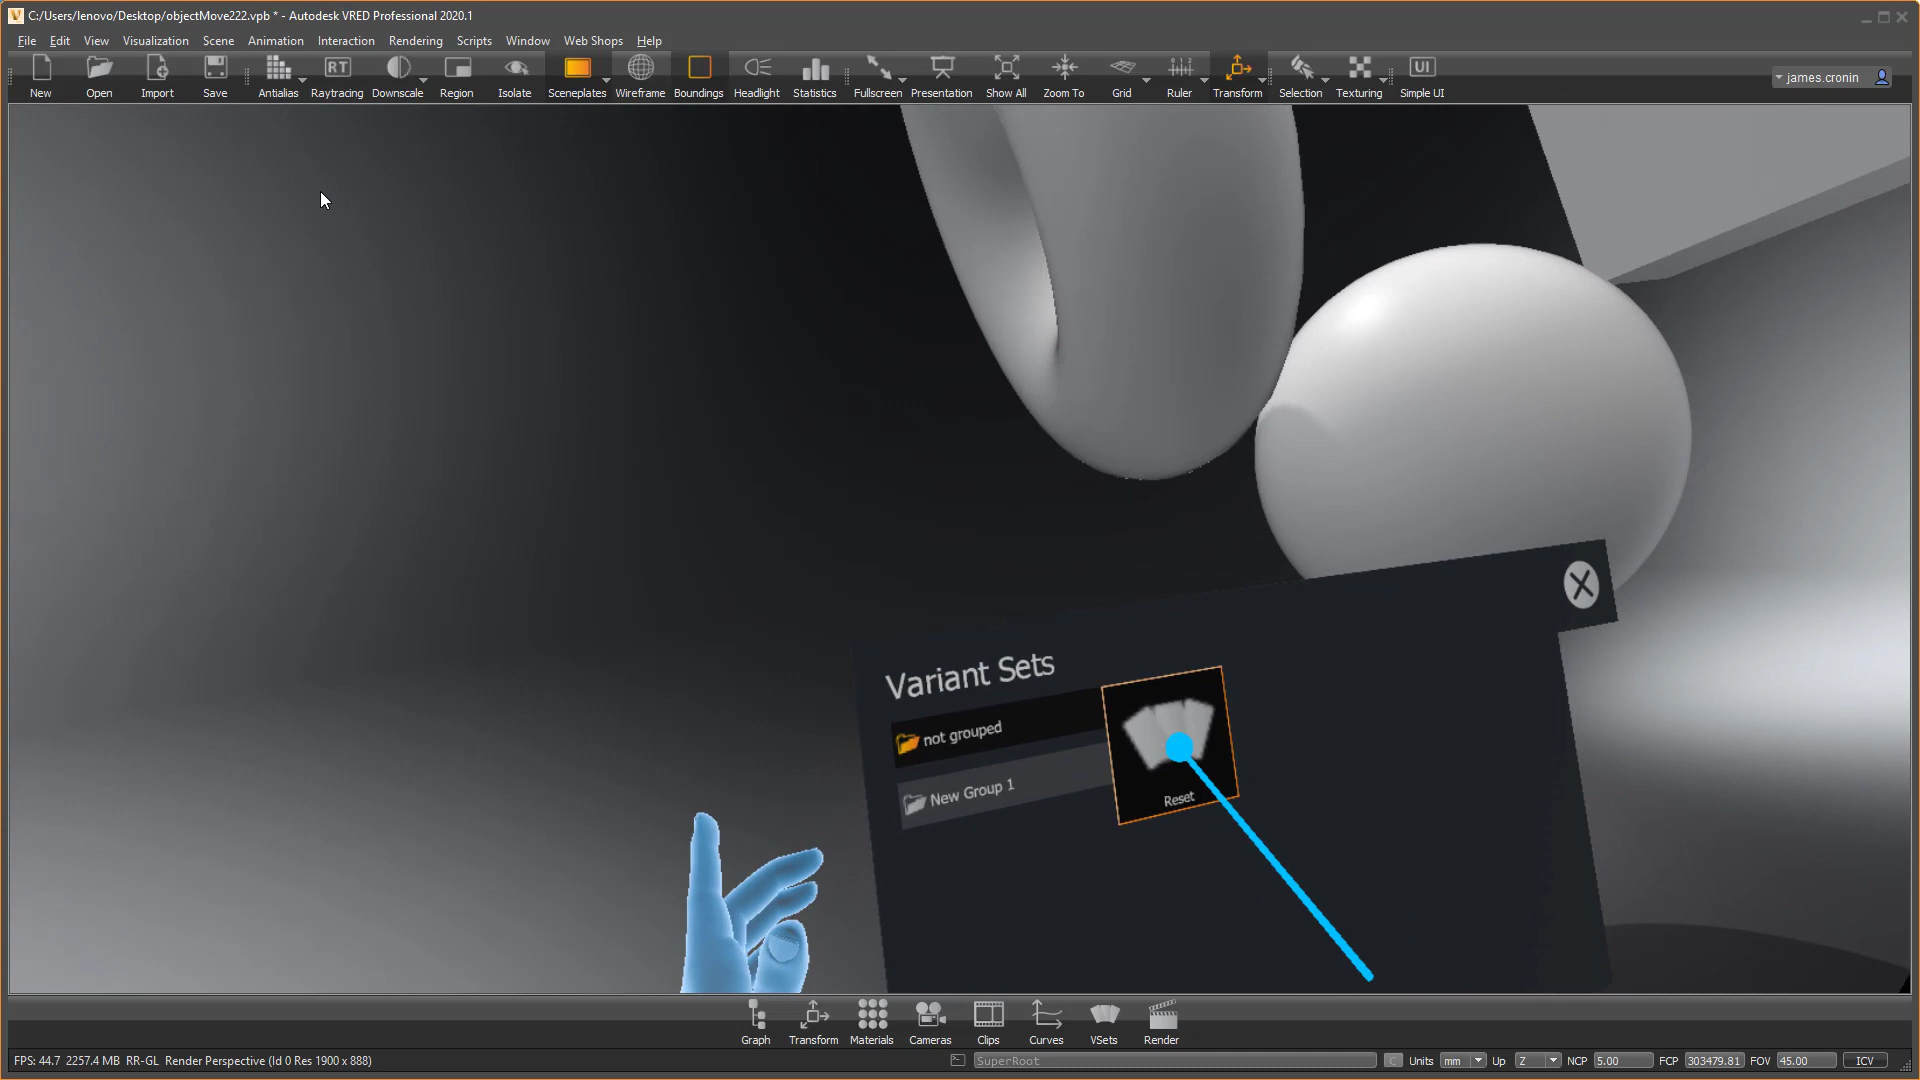 C:/Users/lenovo/Desktop/objectMove222.vpb * - Autodesk VRED Professional 2020.1
File Edit View Visualization Scene Animation Interaction Rendering Scripts Window Web Shops Help
RT UI
New Open Import Save Antialias Raytracing Downscale Region Isolate Sceneplates Wireframe Boundings Headlight Statistics Fullscreen Presentation Show All Zoom To Grid Ruler Transform Selection Texturing Simple UI james.cronin
Variant Sets
not grouped
New Group 1
Reset
Graph Transform Materials Cameras Clips Curves VSets Render
FPS: 44.7 2257.4 MB RR-GL Render Perspective (Id 0 Res 1900 x 888) SuperRoot C Units mm Up Z NCP 5.00 FCP 303479.81 FOV 45.00 ICV